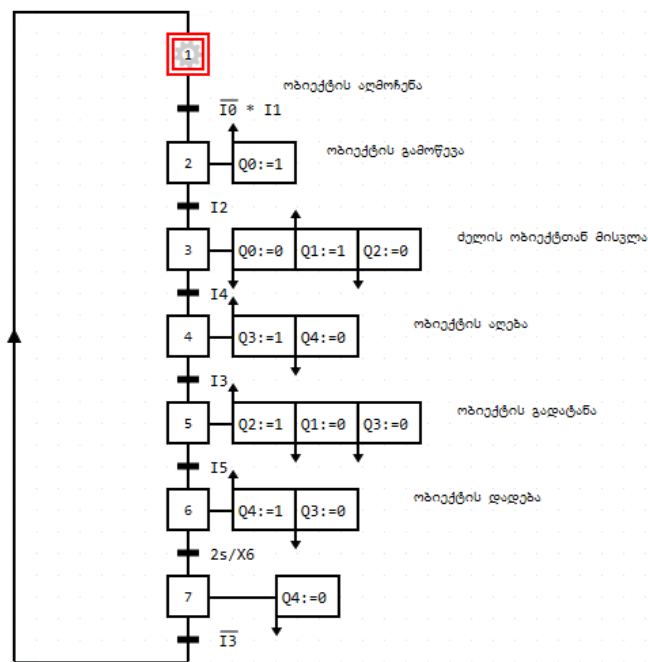 1
ობიექტის აღმოჩენა
I̅0̅ * I1
ობიექტის გამოწევა
2 Q0:=1
I2
ძელის ობიექტთან მისვლა
3 Q0:=0 Q1:=1 Q2:=0
I4
ობიექტის აღება
4 Q3:=1 Q4:=0
I3
ობიექტის გადატანა
5 Q2:=1 Q1:=0 Q3:=0
I5
ობიექტის დადება
6 Q4:=1 Q3:=0
2s/X6
7 Q4:=0
I̅3̅